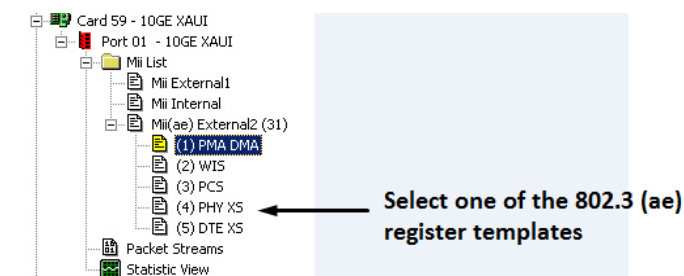 Card 59 - 10GE XAUI
Port 01 - 10GE XAUI
Mii List
Mii External1
Mii Internal
Mii(ae) External2 (31)
(1) PMA DMA
(2) WIS
(3) PCS
(4) PHY XS
(5) DTE XS
Packet Streams
Statistic View
Select one of the 802.3 (ae)
register templates